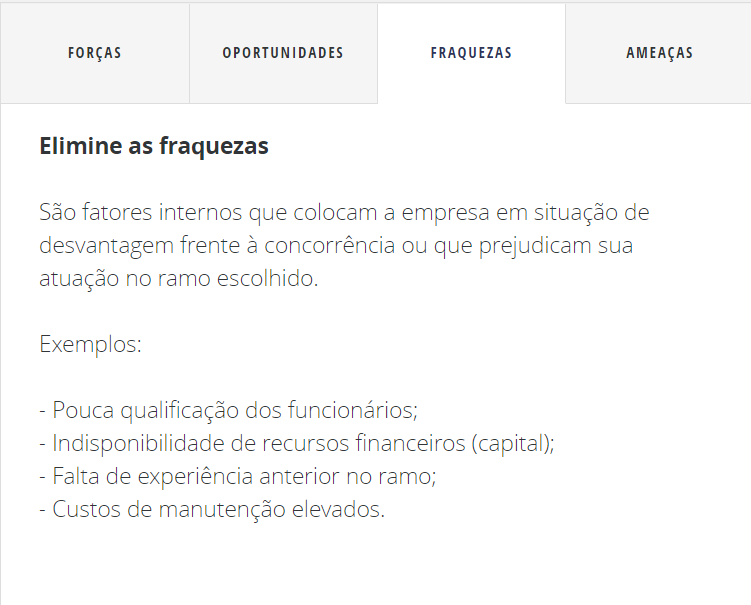 FORÇAS
OPORTUNIDADES
FRAQUEZAS
AMEAÇAS
Elimine as fraquezas
São fatores internos que colocam a empresa em situação de
desvantagem frente à concorrência ou que prejudicam sua
atuação no ramo escolhido.
Exemplos:
- Pouca qualificação dos funcionários;
- Indisponibilidade de recursos financeiros (capital);
- Falta de experiência anterior no ramo;
- Custos de manutenção elevados.